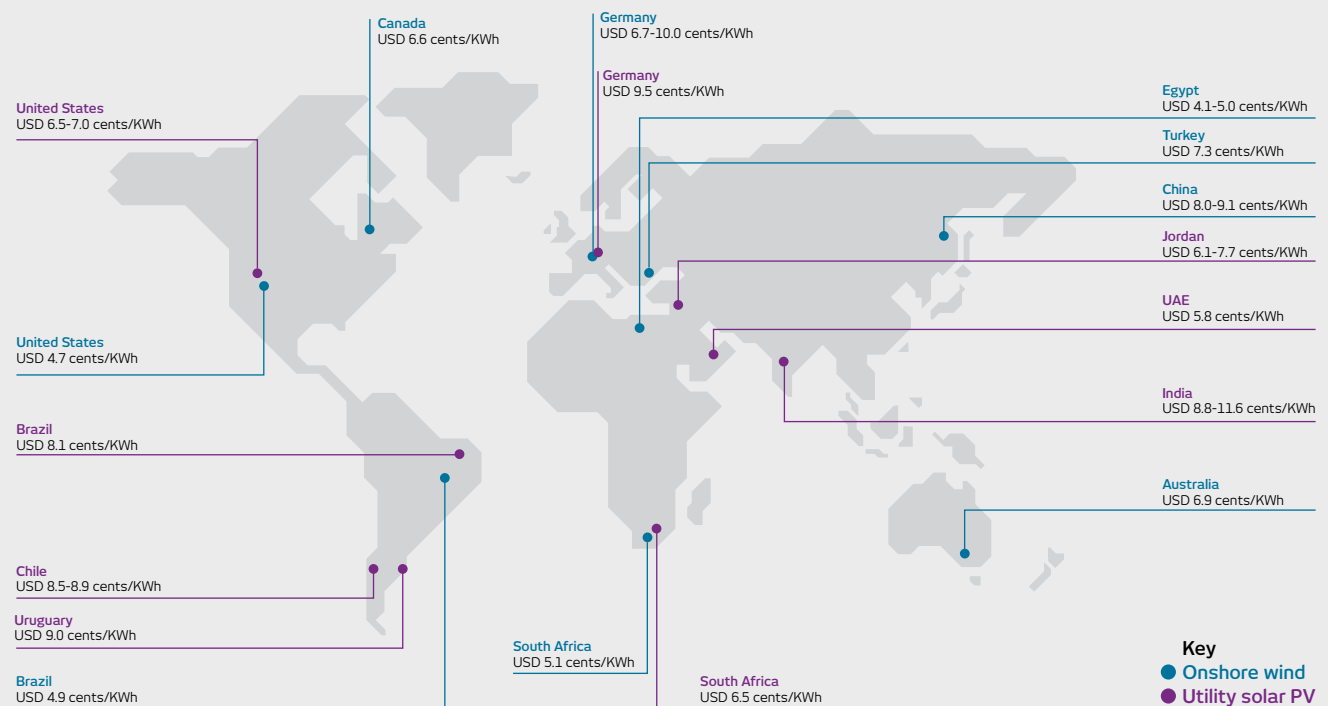 Canada
USD 6.6 cents/KWh
Germany
USD 6.7-10.0 cents/KWh
Germany
USD 9.5 cents/KWh
United States
USD 6.5-7.0 cents/KWh
Egypt
USD 4.1-5.0 cents/KWh
Turkey
USD 7.3 cents/KWh
China
USD 8.0-9.1 cents/KWh
Jordan
USD 6.1-7.7 cents/KWh
UAE
USD 5.8 cents/KWh
United States
USD 4.7 cents/KWh
India
USD 8.8-11.6 cents/KWh
Brazil
USD 8.1 cents/KWh
Australia
USD 6.9 cents/KWh
Chile
USD 8.5-8.9 cents/KWh
Uruguary
USD 9.0 cents/KWh
South Africa
USD 5.1 cents/KWh
Brazil
USD 4.9 cents/KWh
South Africa
USD 6.5 cents/KWh
Key
Onshore wind
Utility solar PV